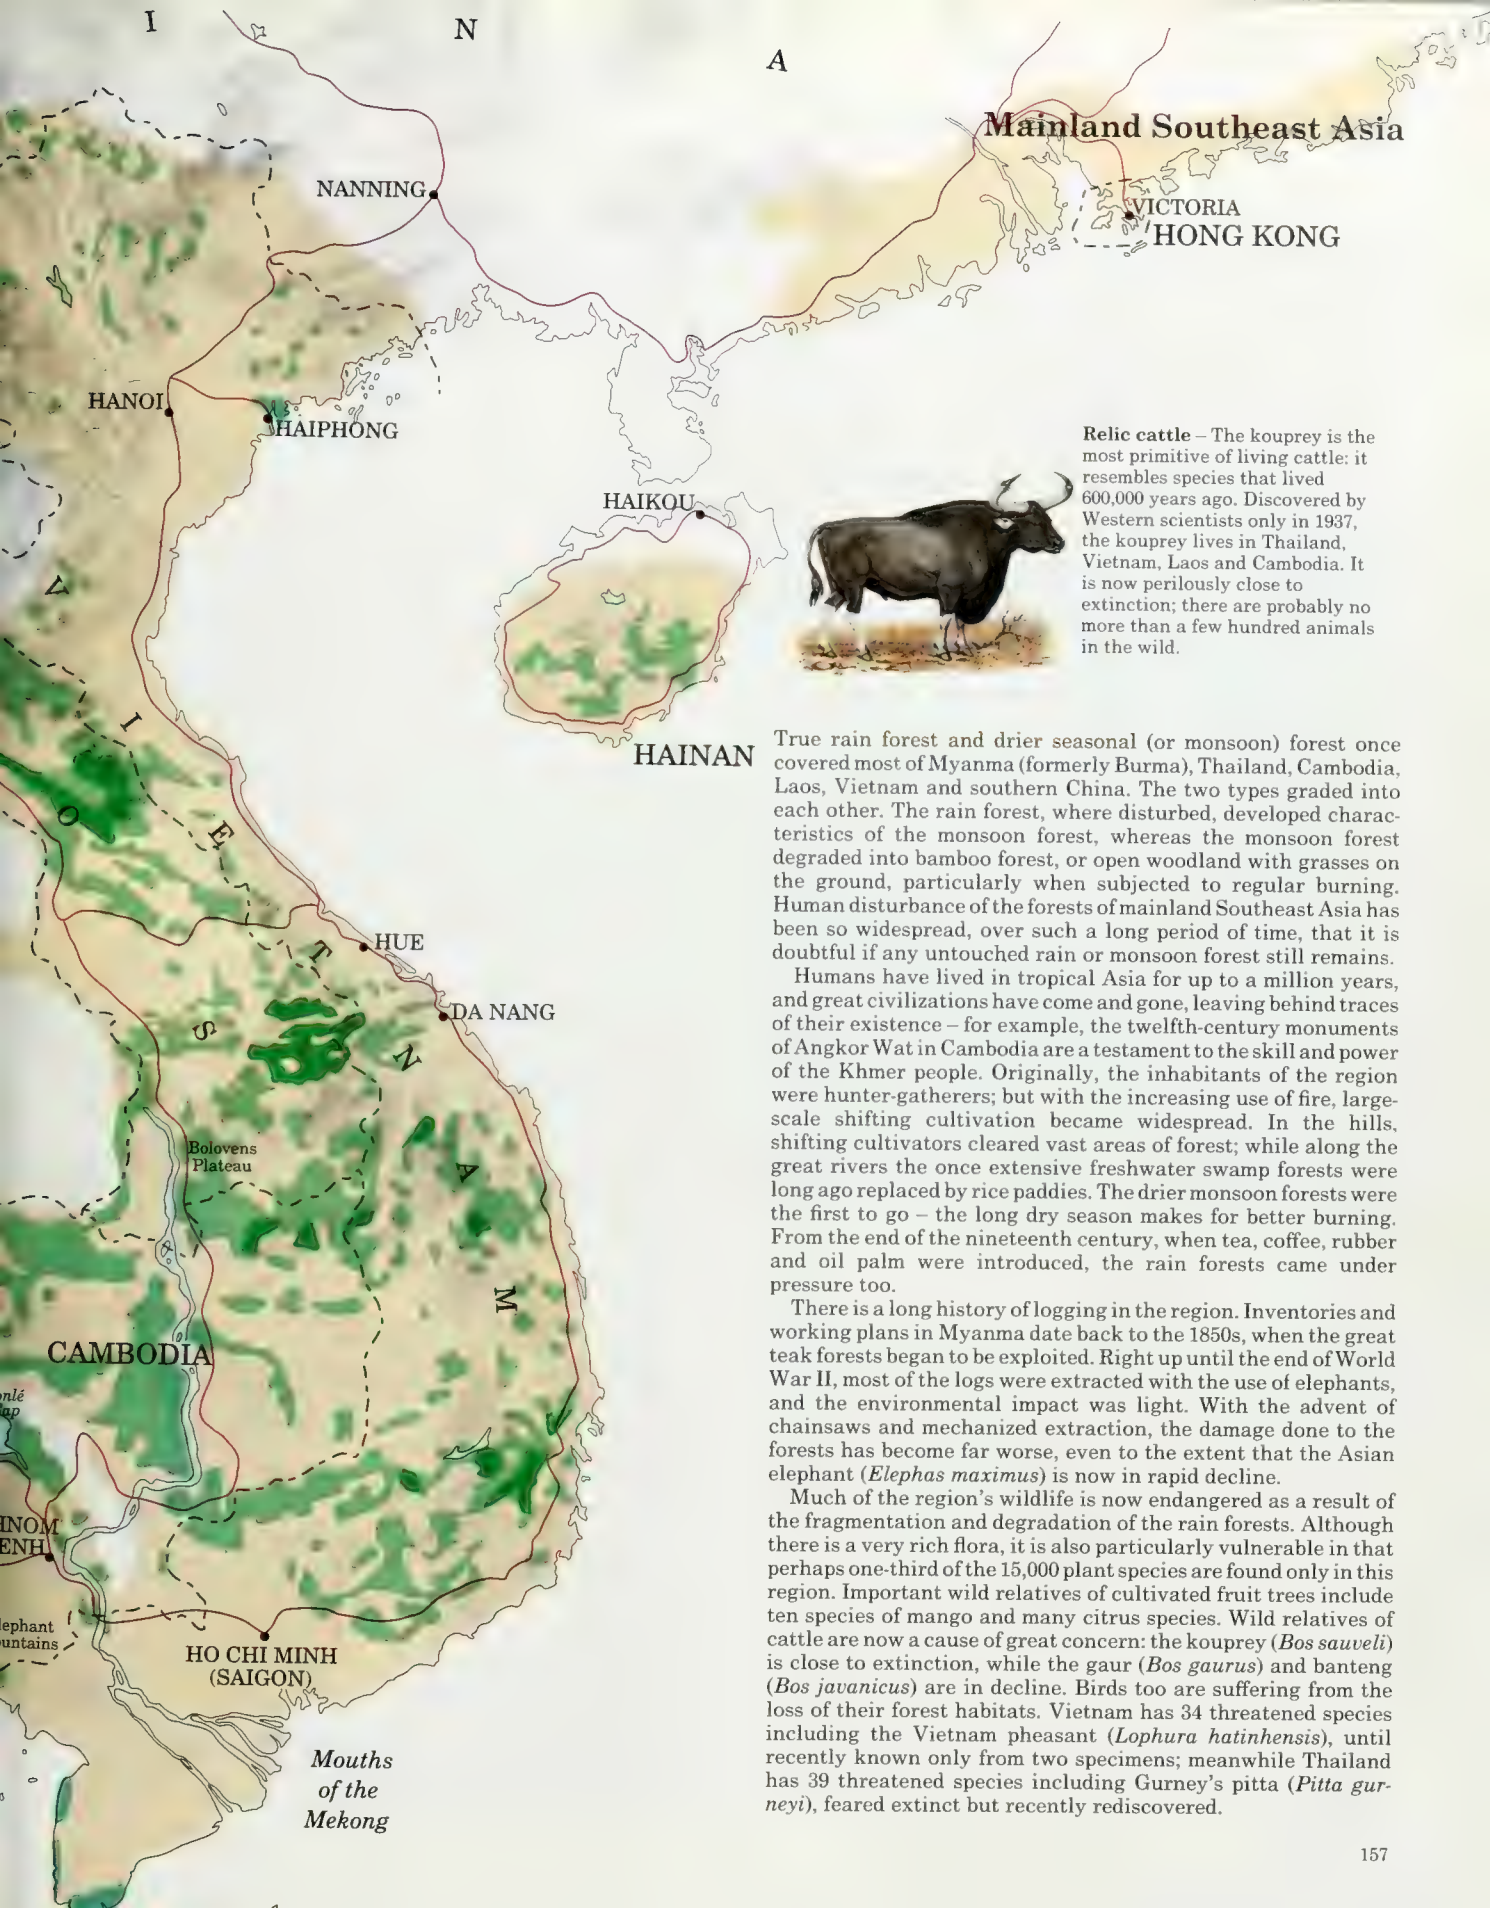 I N A
Mainland Southeast Asia
NANNING
VICTORIA
HONG KONG
HANOI
HAIPHONG
HAIKOU
HAINAN
V I E T N A M
O S
HUE
DA NANG
Bolovens
Plateau
CAMBODIA
HO CHI MINH
(SAIGON)
Mouths
of the
Mekong
Relic cattle – The kouprey is the
most primitive of living cattle: it
resembles species that lived
600,000 years ago. Discovered by
Western scientists only in 1937,
the kouprey lives in Thailand,
Vietnam, Laos and Cambodia. It
is now perilously close to
extinction; there are probably no
more than a few hundred animals
in the wild.
True rain forest and drier seasonal (or monsoon) forest once
covered most of Myanma (formerly Burma), Thailand, Cambodia,
Laos, Vietnam and southern China. The two types graded into
each other. The rain forest, where disturbed, developed charac-
teristics of the monsoon forest, whereas the monsoon forest
degraded into bamboo forest, or open woodland with grasses on
the ground, particularly when subjected to regular burning.
Human disturbance of the forests of mainland Southeast Asia has
been so widespread, over such a long period of time, that it is
doubtful if any untouched rain or monsoon forest still remains.
Humans have lived in tropical Asia for up to a million years,
and great civilizations have come and gone, leaving behind traces
of their existence – for example, the twelfth-century monuments
of Angkor Wat in Cambodia are a testament to the skill and power
of the Khmer people. Originally, the inhabitants of the region
were hunter-gatherers; but with the increasing use of fire, large-
scale shifting cultivation became widespread. In the hills,
shifting cultivators cleared vast areas of forest; while along the
great rivers the once extensive freshwater swamp forests were
long ago replaced by rice paddies. The drier monsoon forests were
the first to go – the long dry season makes for better burning.
From the end of the nineteenth century, when tea, coffee, rubber
and oil palm were introduced, the rain forests came under
pressure too.
There is a long history of logging in the region. Inventories and
working plans in Myanma date back to the 1850s, when the great
teak forests began to be exploited. Right up until the end of World
War II, most of the logs were extracted with the use of elephants,
and the environmental impact was light. With the advent of
chainsaws and mechanized extraction, the damage done to the
forests has become far worse, even to the extent that the Asian
elephant (Elephas maximus) is now in rapid decline.
Much of the region's wildlife is now endangered as a result of
the fragmentation and degradation of the rain forests. Although
there is a very rich flora, it is also particularly vulnerable in that
perhaps one-third of the 15,000 plant species are found only in this
region. Important wild relatives of cultivated fruit trees include
ten species of mango and many citrus species. Wild relatives of
cattle are now a cause of great concern: the kouprey (Bos sauveli)
is close to extinction, while the gaur (Bos gaurus) and banteng
(Bos javanicus) are in decline. Birds too are suffering from the
loss of their forest habitats. Vietnam has 34 threatened species
including the Vietnam pheasant (Lophura hatinhensis), until
recently known only from two specimens; meanwhile Thailand
has 39 threatened species including Gurney's pitta (Pitta gur-
neyi), feared extinct but recently rediscovered.
157